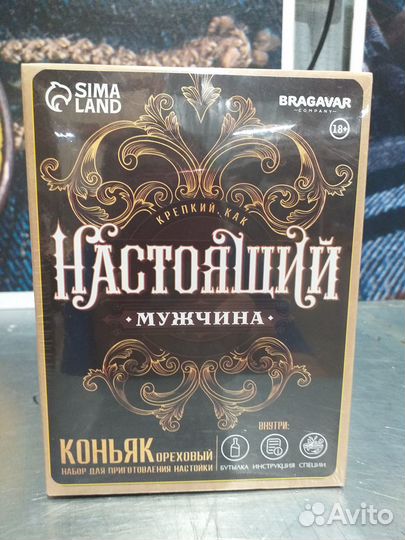 SIMA
LAND
BRAGAVAR
COMPANY
18+
КРЕПКИЙ, КАК
НАСТОЯЩИЙ
МУЖЧИНА
КОНЬЯК ОРЕХОВЫЙ
НАБОР ДЛЯ ПРИГОТОВЛЕНИЯ НАСТОЙКИ
ВНУТРИ:
БУТЫЛКА ИНСТРУКЦИЯ СПЕЦИИ
Avito